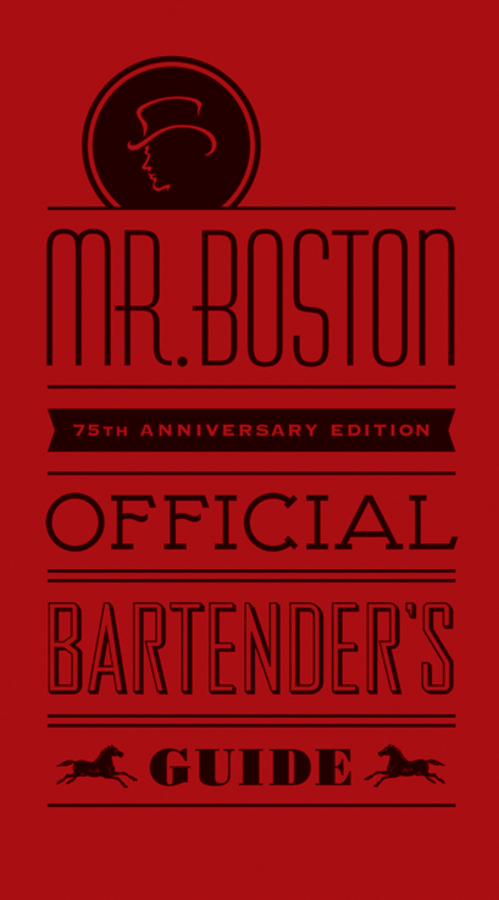 MR. BOSTON
75TH ANNIVERSARY EDITION
OFFICIAL
BARTENDER'S
GUIDE